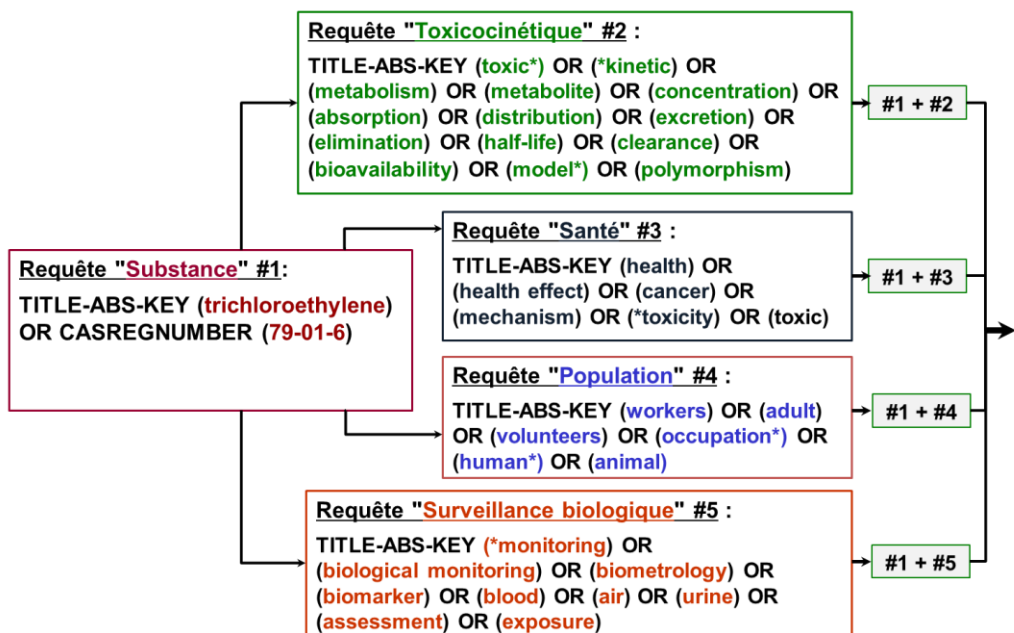 Requête "Toxicocinétique" #2 :
TITLE-ABS-KEY (toxic*) OR (*kinetic) OR
(metabolism) OR (metabolite) OR (concentration) OR
(absorption) OR (distribution) OR (excretion) OR
(elimination) OR (half-life) OR (clearance) OR
(bioavailability) OR (model*) OR (polymorphism)
#1 + #2
Requête "Substance" #1:
TITLE-ABS-KEY (trichloroethylene)
OR CASREGNUMBER (79-01-6)
Requête "Santé" #3 :
TITLE-ABS-KEY (health) OR
(health effect) OR (cancer) OR
(mechanism) OR (*toxicity) OR (toxic)
#1 + #3
Requête "Population" #4 :
TITLE-ABS-KEY (workers) OR (adult)
OR (volunteers) OR (occupation*) OR
(human*) OR (animal)
#1 + #4
Requête "Surveillance biologique" #5 :
TITLE-ABS-KEY (*monitoring) OR
(biological monitoring) OR (biometrology) OR
(biomarker) OR (blood) OR (air) OR (urine) OR
(assessment) OR (exposure)
#1 + #5